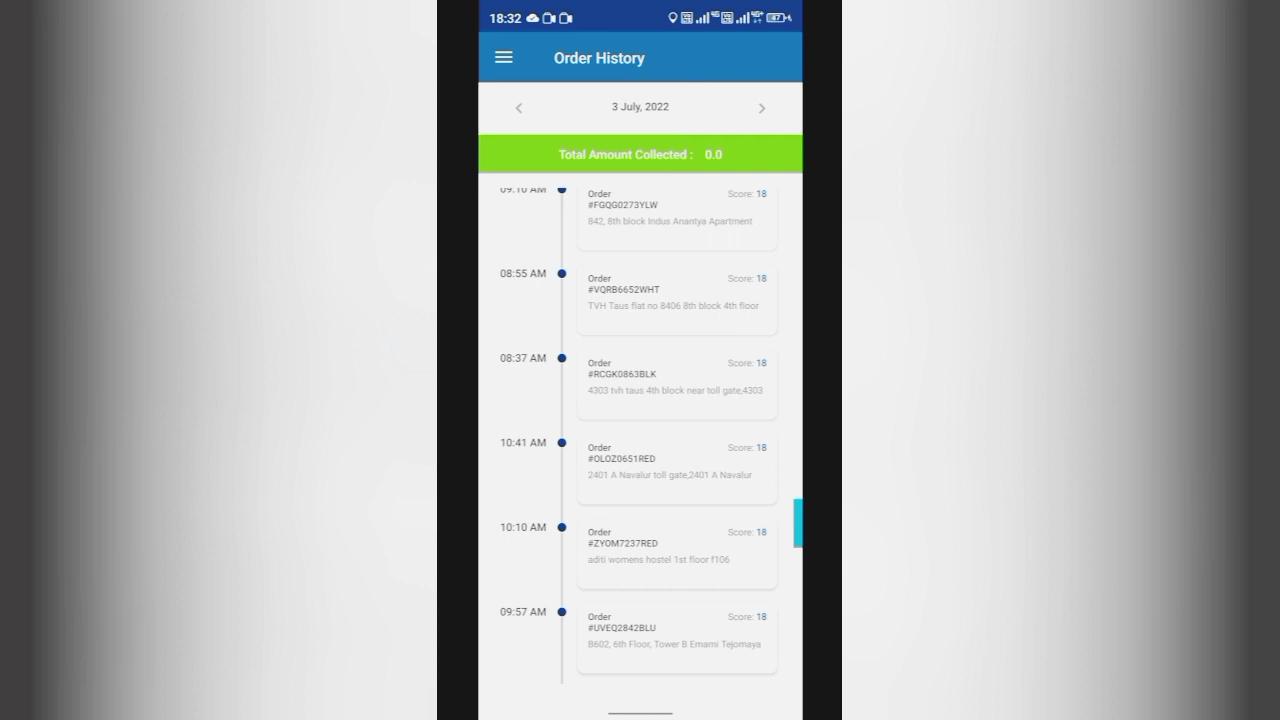 18:32
Order History
3 July, 2022
Total Amount Collected : 0.0
09:10 AM
Order
Score: 18
#FGQG0273YLW
842, 8th block Indus Anantya Apartment
08:55 AM
Order
Score: 18
#VQRB6652WHT
TVH Taus flat no 8406 8th block 4th floor
08:37 AM
Order
Score: 18
#RCGK0863BLK
4303 tvh taus 4th block near toll gate,4303
10:41 AM
Order
Score: 18
#OLOZ0651RED
2401 A Navalur toll gate,2401 A Navalur
10:10 AM
Order
Score: 18
#ZYOM7237RED
aditi womens hostel 1st floor f106
09:57 AM
Order
Score: 18
#UVEQ2842BLU
B602, 6th Floor, Tower B Emami Tejomaya